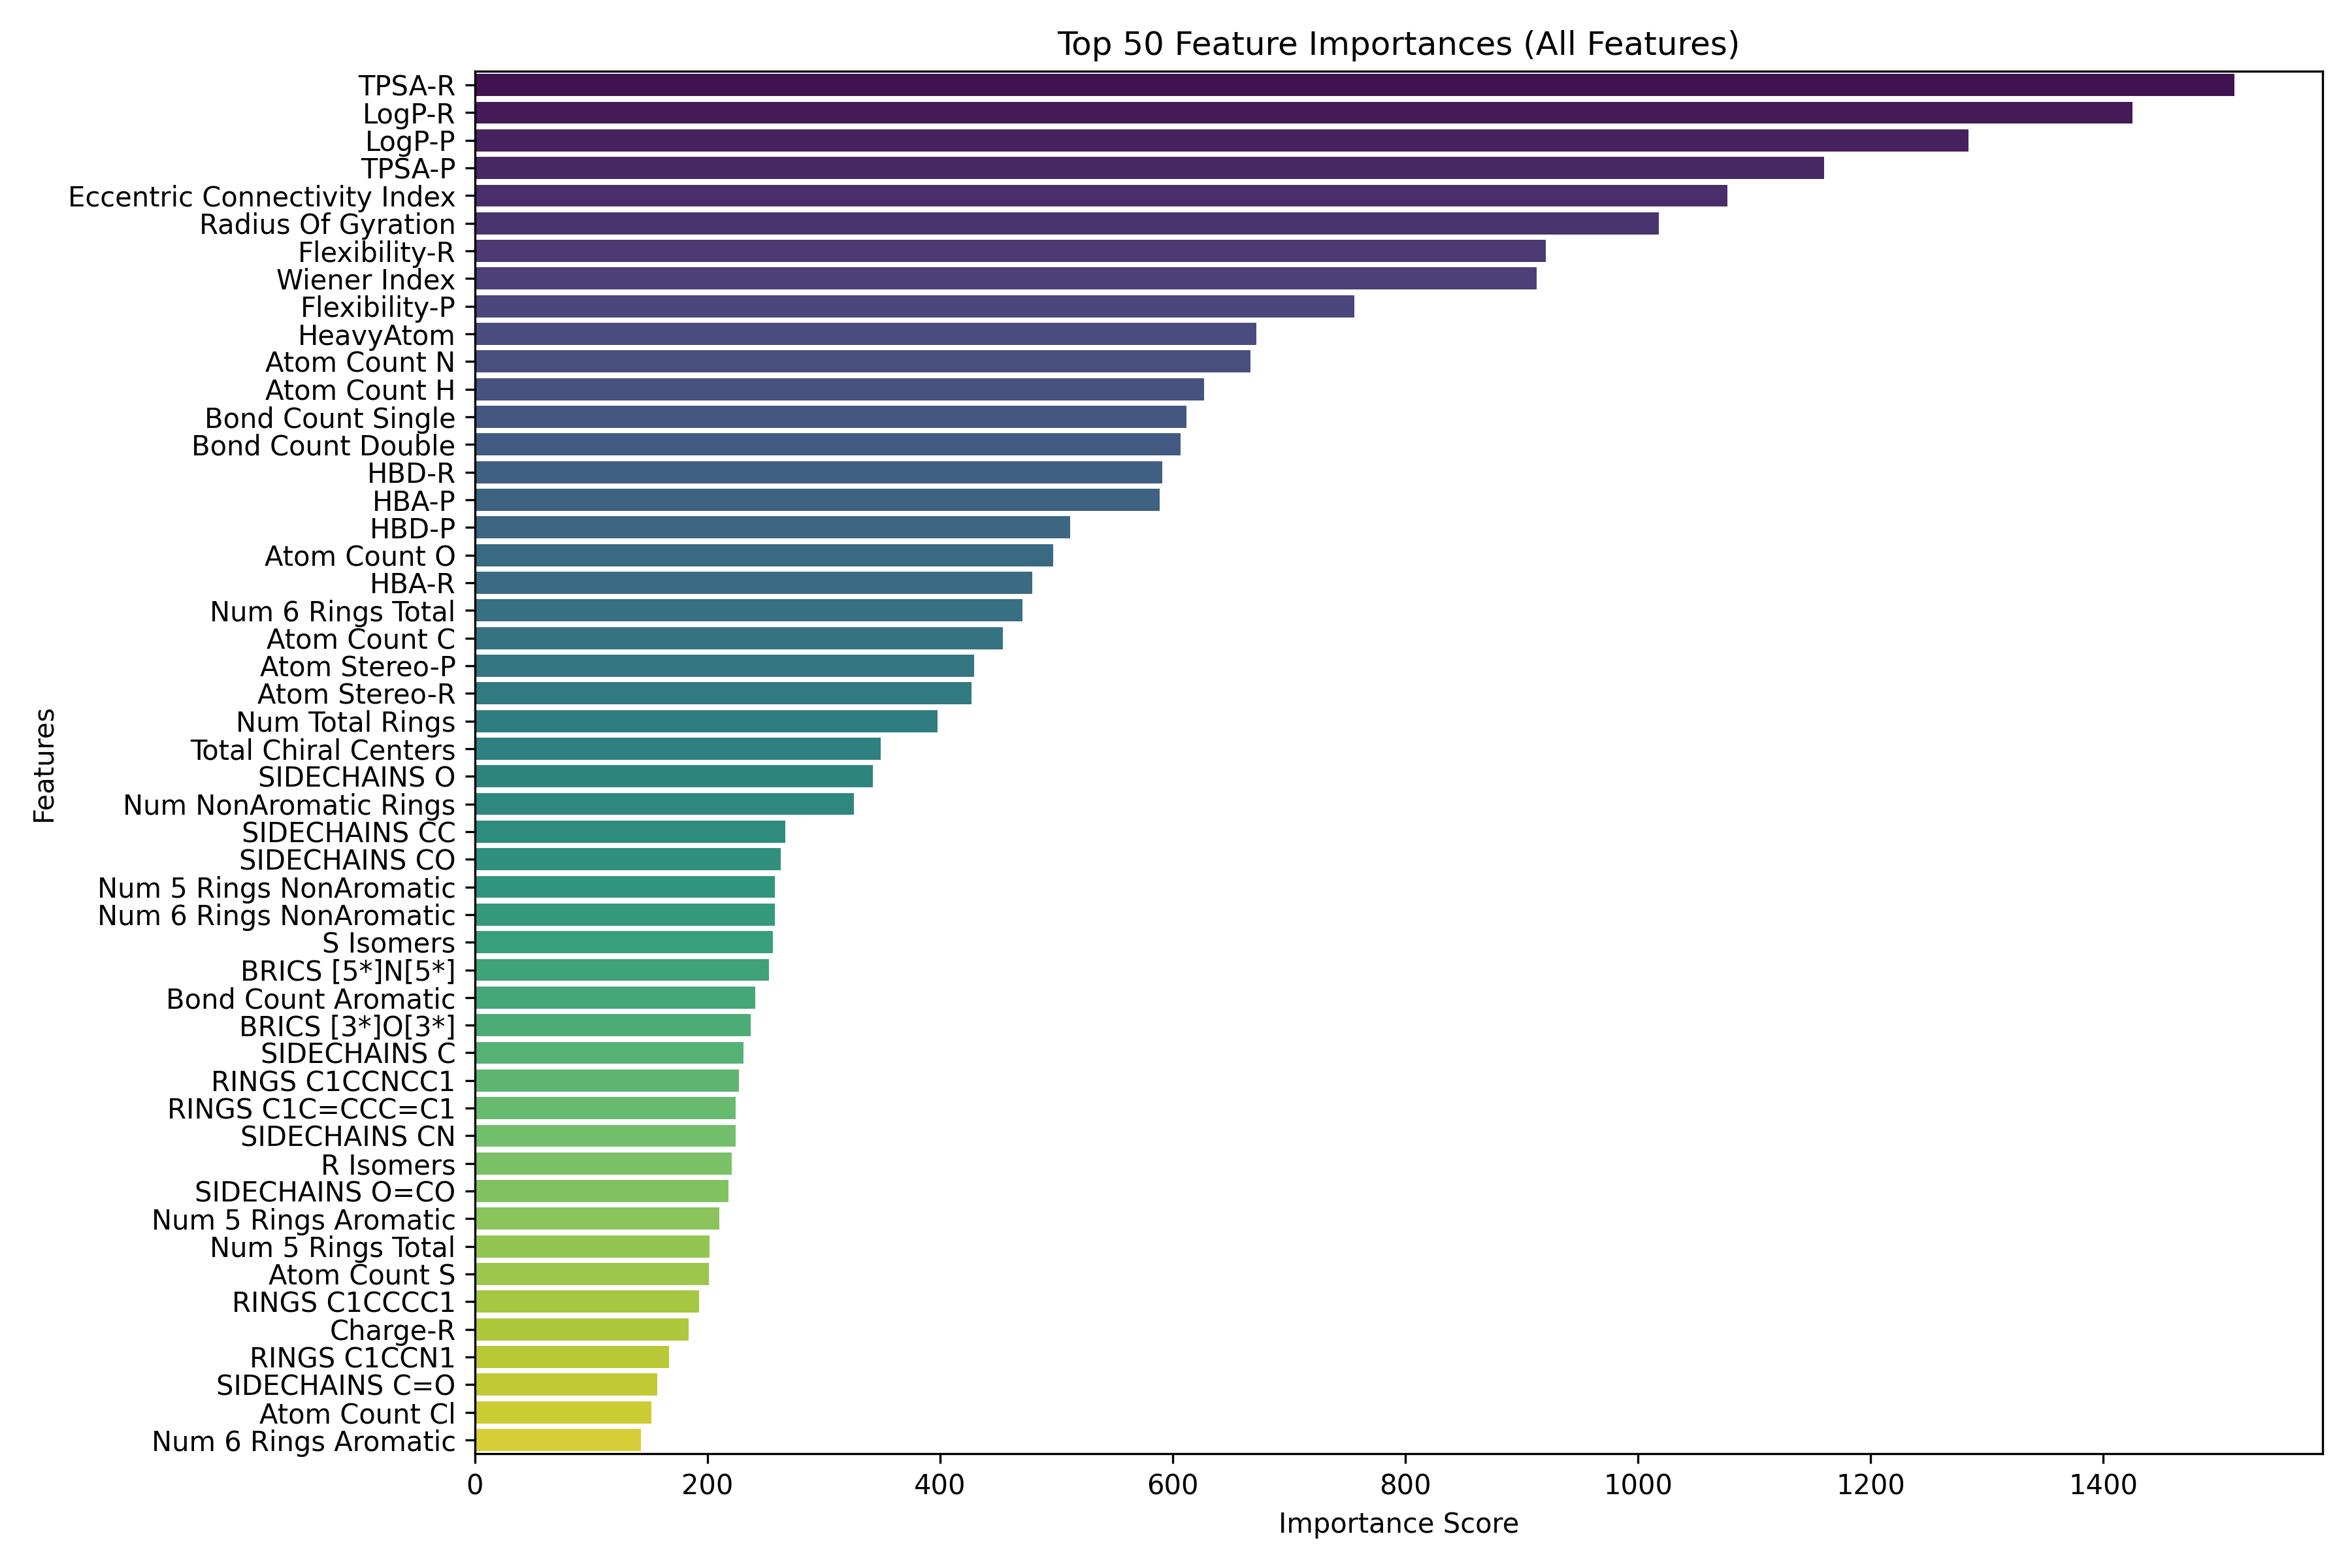 Top 50 Feature Importances (All Features)
TPSA-R
LogP-R
LogP-P
TPSA-P
Eccentric Connectivity Index
Radius Of Gyration
Flexibility-R
Wiener Index
Flexibility-P
HeavyAtom
Atom Count N
Atom Count H
Bond Count Single
Bond Count Double
HBD-R
HBA-P
HBD-P
Atom Count O
HBA-R
Num 6 Rings Total
Atom Count C
Atom Stereo-P
Atom Stereo-R
Num Total Rings
Total Chiral Centers
SIDECHAINS O
Num NonAromatic Rings
SIDECHAINS CC
SIDECHAINS CO
Num 5 Rings NonAromatic
Num 6 Rings NonAromatic
S Isomers
BRICS [5*]N[5*]
Bond Count Aromatic
BRICS [3*]O[3*]
SIDECHAINS C
RINGS C1CCNCC1
RINGS C1C=CCC=C1
SIDECHAINS CN
R Isomers
SIDECHAINS O=CO
Num 5 Rings Aromatic
Num 5 Rings Total
Atom Count S
RINGS C1CCCC1
Charge-R
RINGS C1CCN1
SIDECHAINS C=O
Atom Count Cl
Num 6 Rings Aromatic
Features
0 200 400 600 800 1000 1200 1400
Importance Score